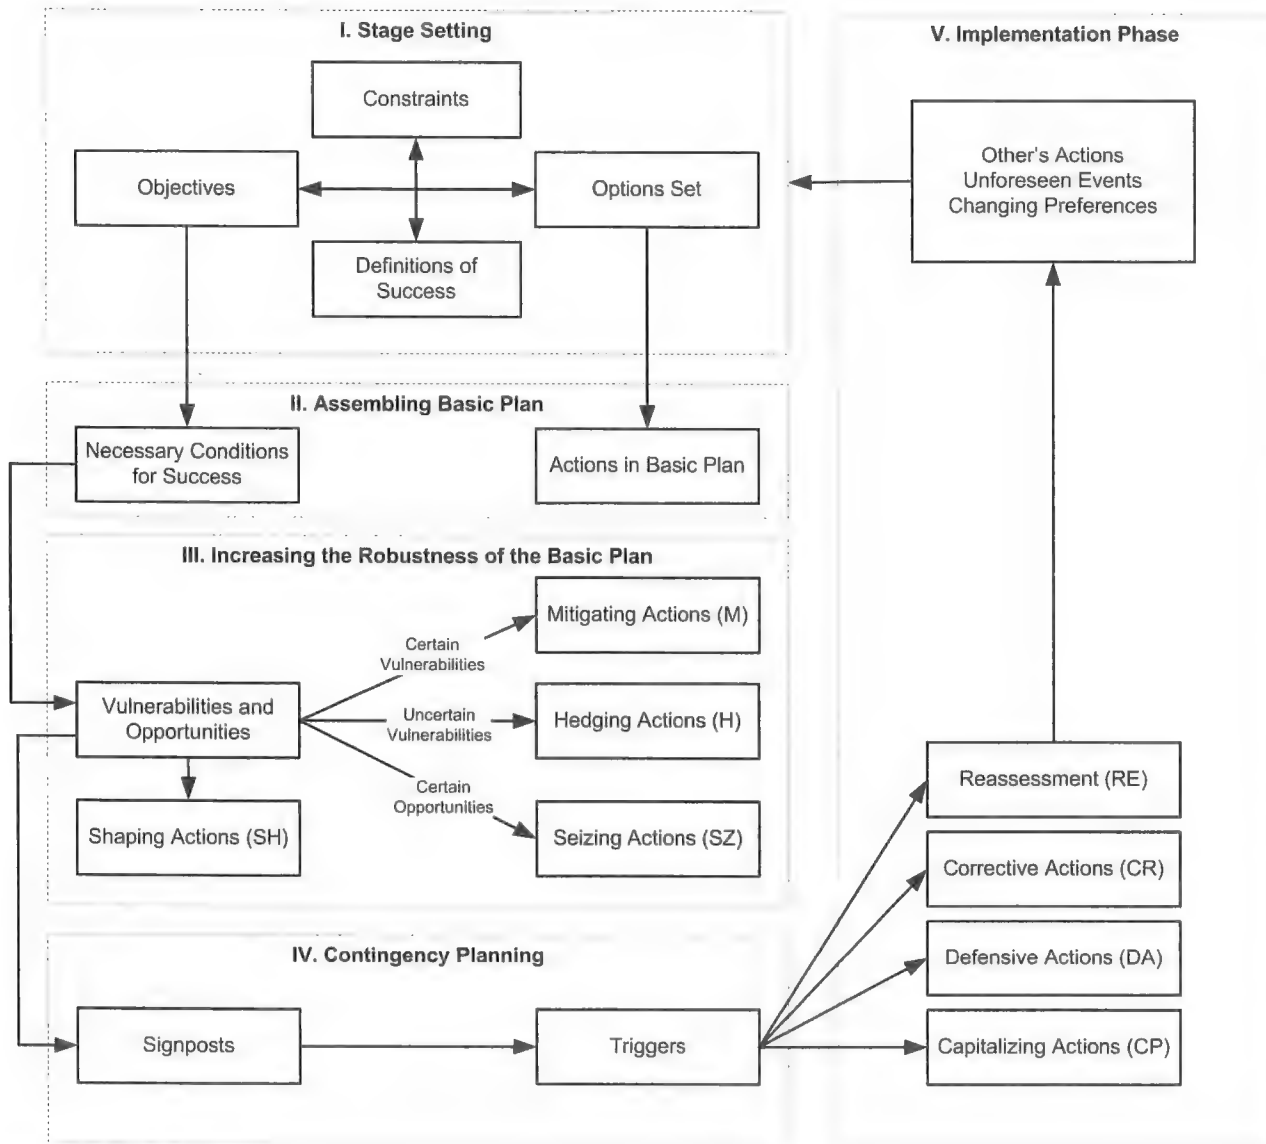 I. Stage Setting
Constraints
Objectives
Options Set
Definitions of
Success
II. Assembling Basic Plan
Necessary Conditions
for Success
Actions in Basic Plan
III. Increasing the Robustness of the Basic Plan
Mitigating Actions (M)
Certain
Vulnerabilities
Vulnerabilities and
Opportunities
Uncertain
Vulnerabilities
Hedging Actions (H)
Certain
Opportunities
Shaping Actions (SH)
Seizing Actions (SZ)
IV. Contingency Planning
Signposts
Triggers
V. Implementation Phase
Other's Actions
Unforeseen Events
Changing Preferences
Reassessment (RE)
Corrective Actions (CR)
Defensive Actions (DA)
Capitalizing Actions (CP)